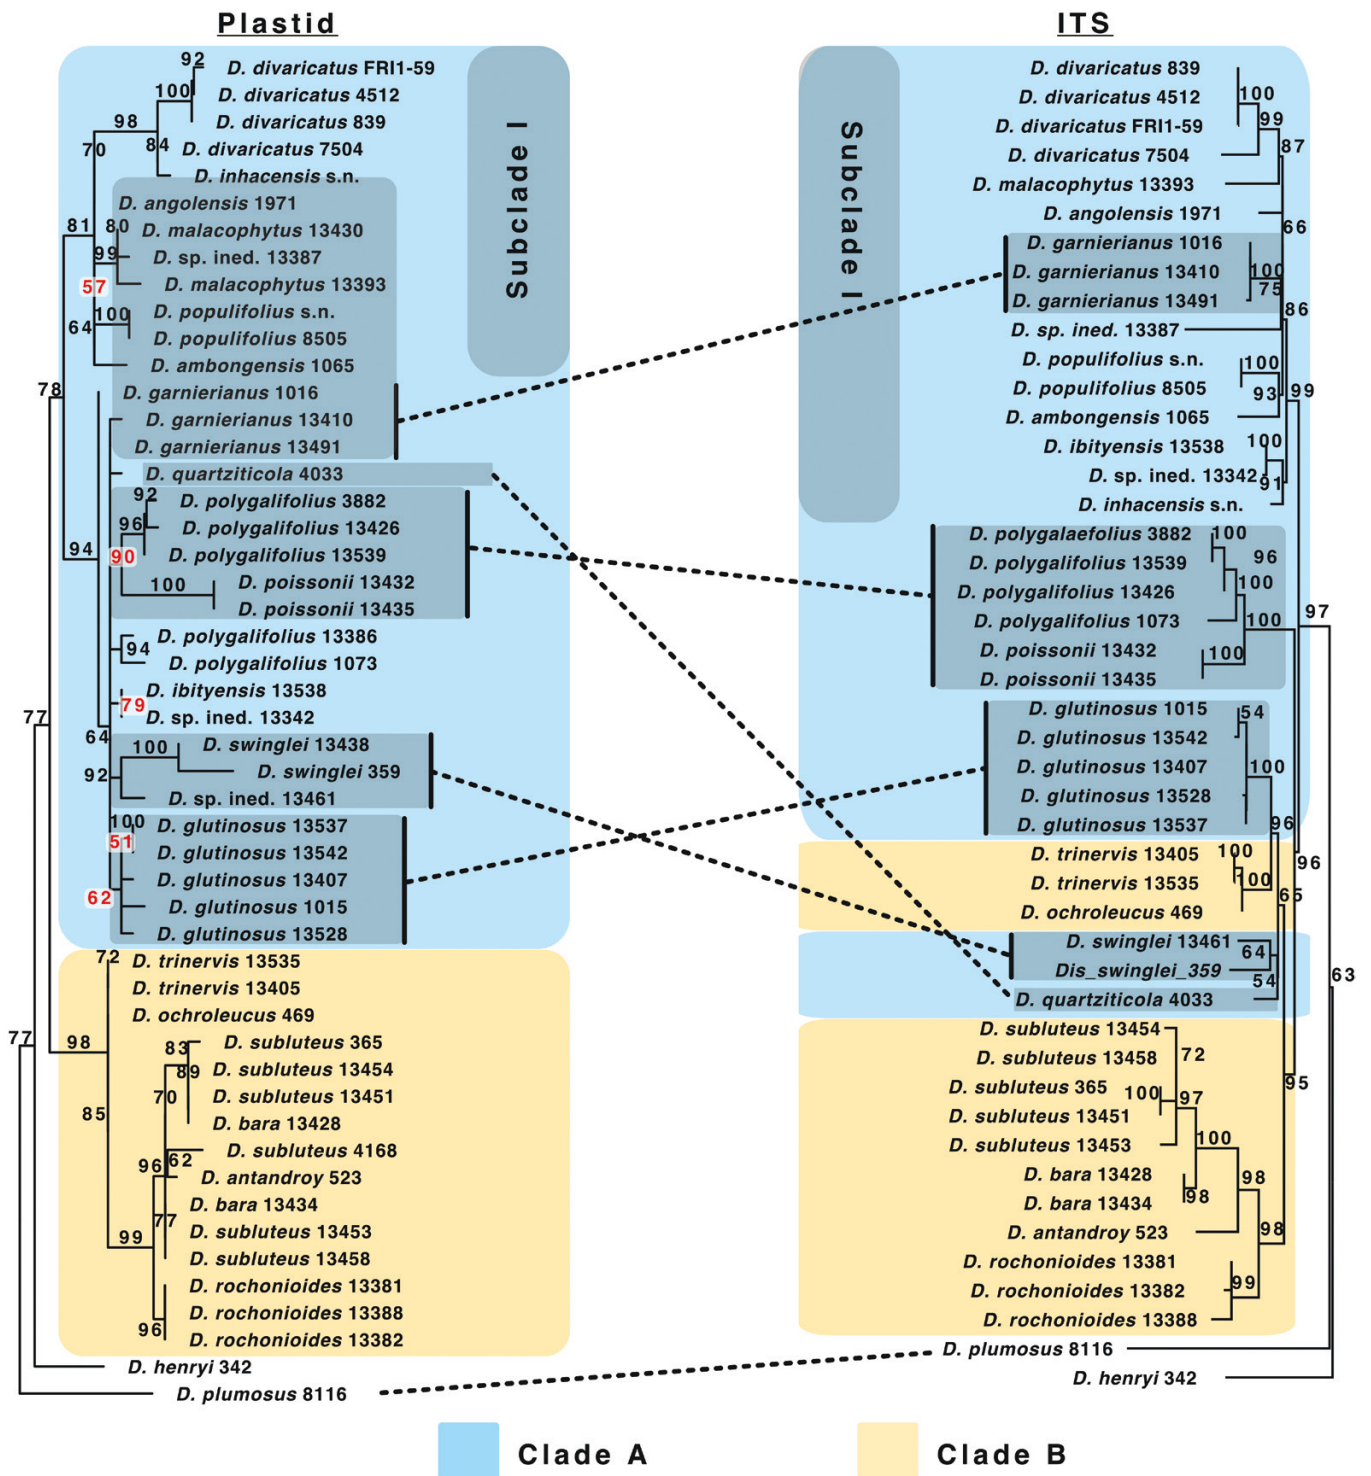 Plastid
92
D. divaricatus FRI1-59
100
D. divaricatus 4512
98
D. divaricatus 839
70
84
D. divaricatus 7504
D. inhacensis s.n.
D. angolensis 1971
81
80
D. malacophytus 13430
99
D. sp. ined. 13387
57
D. malacophytus 13393
100
D. populifolius s.n.
64
D. populifolius 8505
D. ambongensis 1065
78
D. garnierianus 1016
D. garnierianus 13410
D. garnierianus 13491
D. quartziticola 4033
92
D. polygalifolius 3882
96
D. polygalifolius 13426
94
90
D. polygalifolius 13539
100
D. poissonii 13432
D. poissonii 13435
D. polygalifolius 13386
94
D. polygalifolius 1073
D. ibityensis 13538
79
77
D. sp. ined. 13342
64
100
D. swinglei 13438
92
D. swinglei 359
D. sp. ined. 13461
100
D. glutinosus 13537
51
D. glutinosus 13542
D. glutinosus 13407
62
D. glutinosus 1015
D. glutinosus 13528
72
D. trinervis 13535
D. trinervis 13405
D. ochroleucus 469
77
98
83
D. subluteus 365
89
D. subluteus 13454
70
D. subluteus 13451
85
D. bara 13428
D. subluteus 4168
96
62
D. antandroy 523
D. bara 13434
77
D. subluteus 13453
99
D. subluteus 13458
D. rochonioides 13381
D. rochonioides 13388
96
D. rochonioides 13382
D. henryi 342
D. plumosus 8116
Subclade I
ITS
Subclade I
D. divaricatus 839
100
D. divaricatus 4512
99
D. divaricatus FRI1-59
87
D. divaricatus 7504
D. malacophytus 13393
D. angolensis 1971
66
D. garnierianus 1016
100
D. garnierianus 13410
75
D. garnierianus 13491
86
D. sp. ined. 13387
D. populifolius s.n.
100
D. populifolius 8505
93
99
D. ambongensis 1065
D. ibityensis 13538
100
D. sp. ined. 13342
91
D. inhacensis s.n.
D. polygalaefolius 3882
100
D. polygalifolius 13539
96
D. polygalifolius 13426
100
D. polygalifolius 1073
100
97
D. poissonii 13432
100
D. poissonii 13435
D. glutinosus 1015
54
D. glutinosus 13542
D. glutinosus 13407
100
D. glutinosus 13528
D. glutinosus 13537
96
D. trinervis 13405
100
96
D. trinervis 13535
100
65
D. ochroleucus 469
D. swinglei 13461
64
Dis_swinglei_359
54
63
D. quartziticola 4033
D. subluteus 13454
72
D. subluteus 13458
D. subluteus 365
100
97
95
D. subluteus 13451
D. subluteus 13453
100
D. bara 13428
98
98
D. bara 13434
D. antandroy 523
98
D. rochonioides 13381
D. rochonioides 13382
99
D. rochonioides 13388
D. plumosus 8116
D. henryi 342
Clade A
Clade B